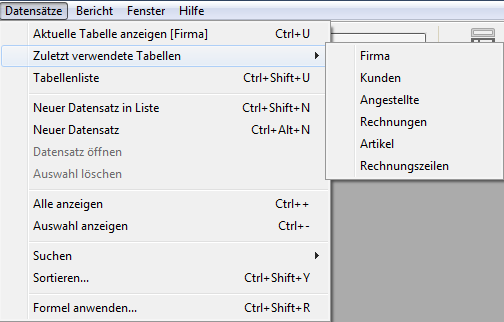 Datensätze Bericht Fenster Hilfe
Aktuelle Tabelle anzeigen [Firma] Ctrl+U
Zuletzt verwendete Tabellen
Tabellenliste Ctrl+Shift+U
Neuer Datensatz in Liste Ctrl+Shift+N
Neuer Datensatz Ctrl+Alt+N
Datensatz öffnen
Auswahl löschen
Alle anzeigen Ctrl++
Auswahl anzeigen Ctrl+-
Suchen
Sortieren... Ctrl+Shift+Y
Formel anwenden... Ctrl+Shift+R
Firma
Kunden
Angestellte
Rechnungen
Artikel
Rechnungszeilen